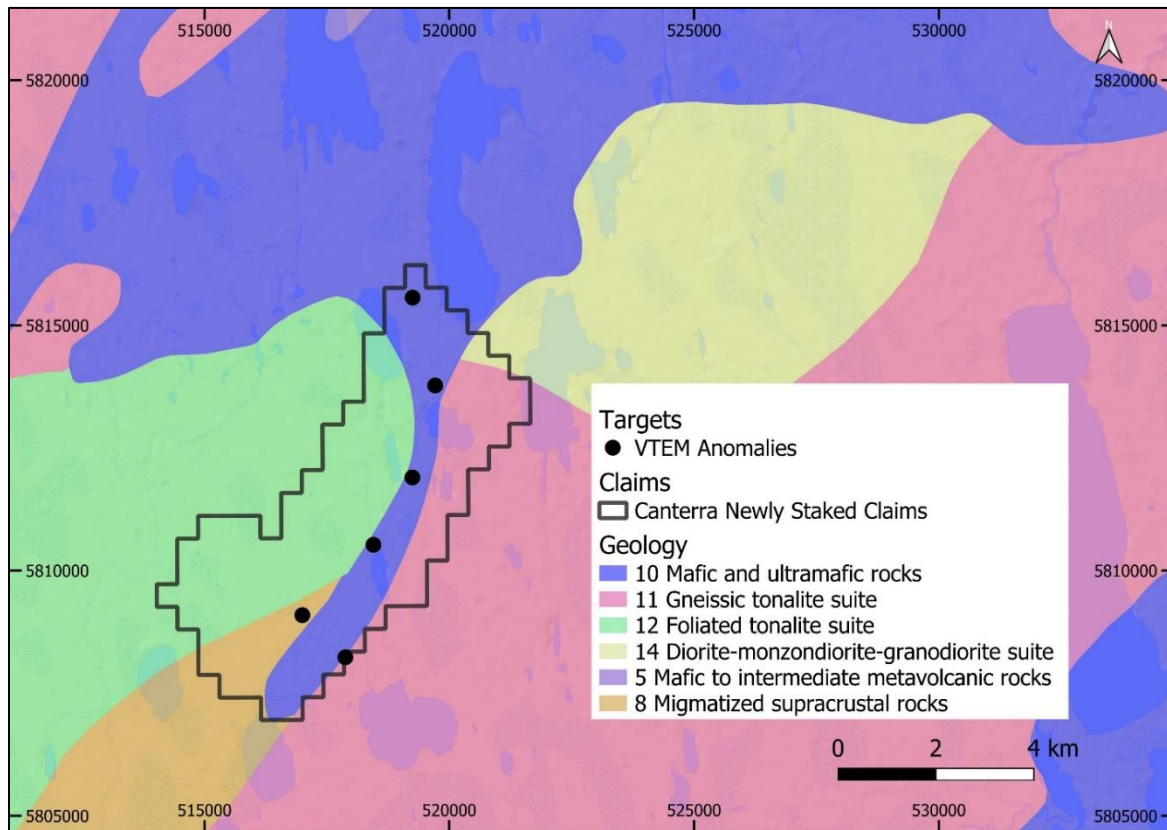 515000 520000 525000 530000
N
5820000 5820000
5815000 5815000
Targets
VTEM Anomalies
Claims
Canterra Newly Staked Claims
Geology
10 Mafic and ultramafic rocks
11 Gneissic tonalite suite
12 Foliated tonalite suite
14 Diorite-monzondiorite-granodiorite suite
5 Mafic to intermediate metavolcanic rocks
8 Migmatized supracrustal rocks
5810000 5810000
0 2 4 km
5805000 5805000
515000 520000 525000 530000